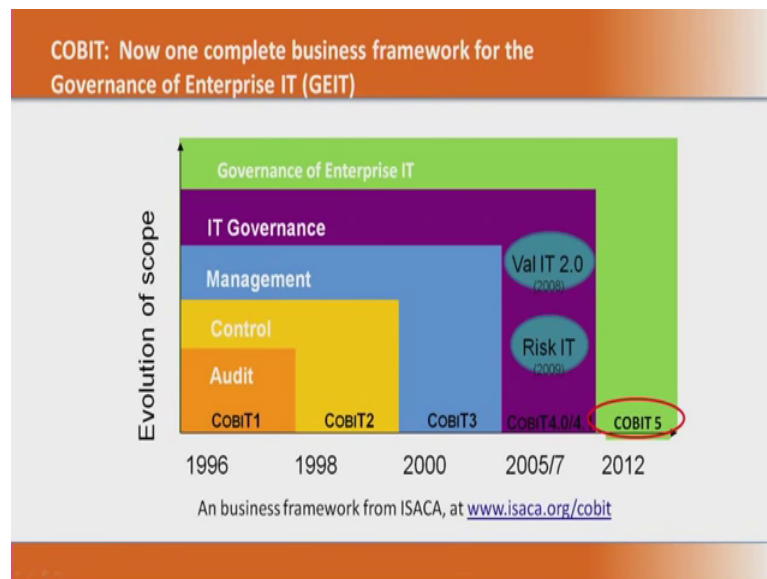 COBIT: Now one complete business framework for the
Governance of Enterprise IT (GEIT)
Evolution of scope
Governance of Enterprise IT
IT Governance
Management
Control
Audit
Val IT 2.0
(2008)
Risk IT
(2009)
COBIT1
COBIT2
COBIT3
COBIT4.0/4.
COBIT 5
1996
1998
2000
2005/7
2012
An business framework from ISACA, at www.isaca.org/cobit